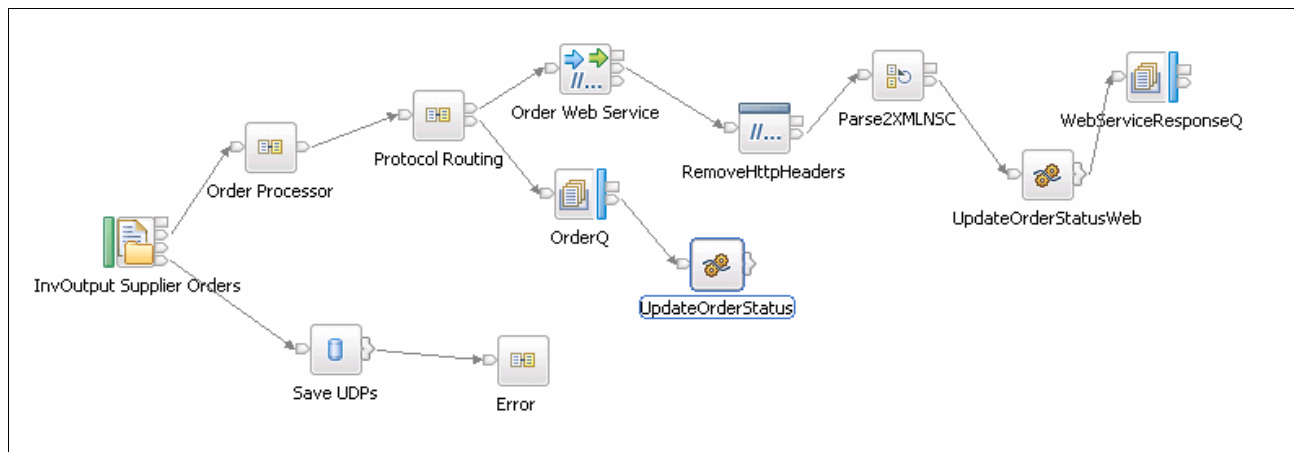 //...
Order Web Service
Protocol Routing
Order Processor
InvOutput Supplier Orders
//...
RemoveHttpHeaders
Parse2XMLNSC
WebServiceResponseQ
UpdateOrderStatusWeb
OrderQ
UpdateOrderStatus
Save UDPs
Error